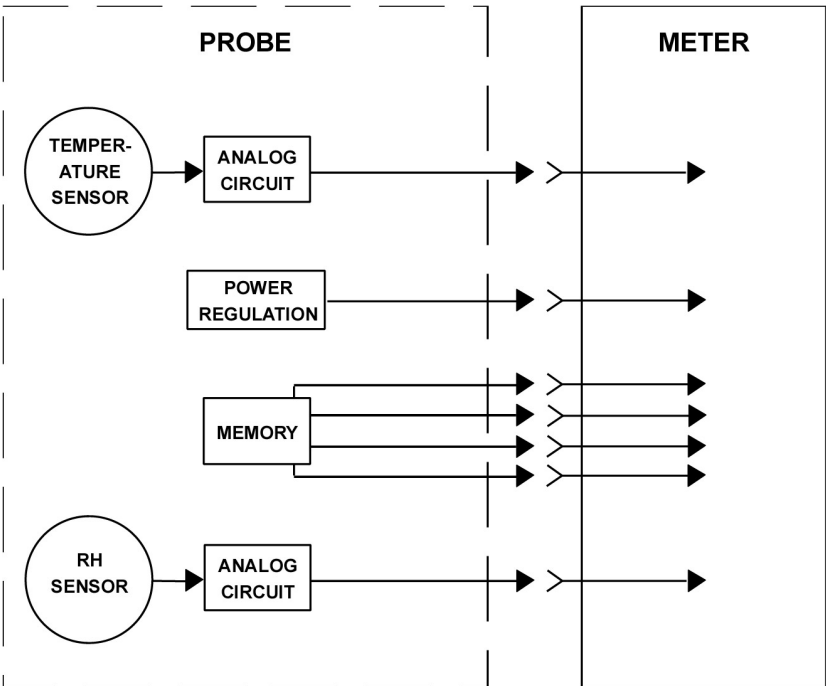 PROBE
METER
TEMPER-
ATURE
SENSOR
ANALOG
CIRCUIT
POWER
REGULATION
MEMORY
RH
SENSOR
ANALOG
CIRCUIT